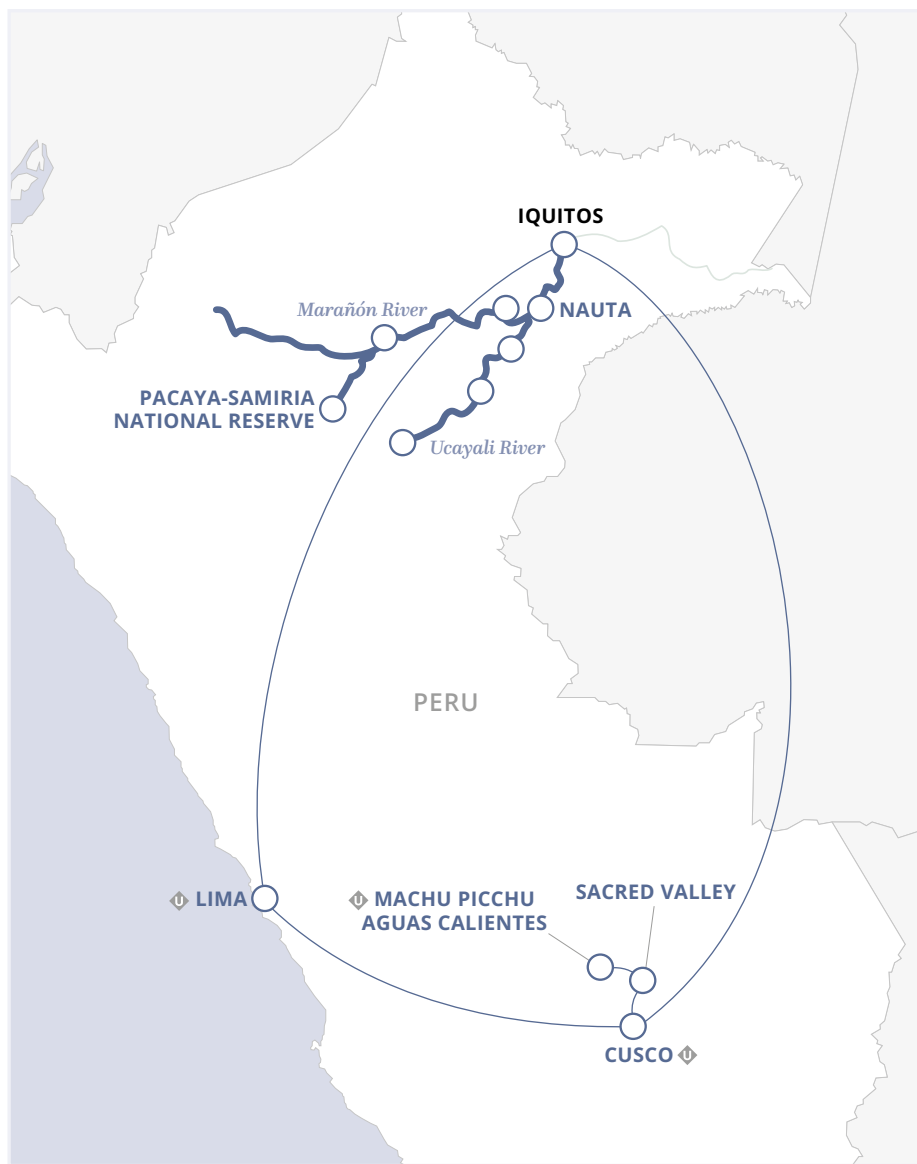 IQUITOS
Marañón River
NAUTA
PACAYA-SAMIRIA
NATIONAL RESERVE
Ucayali River
PERU
U LIMA
U MACHU PICCHU
AGUAS CALIENTES
SACRED VALLEY
CUSCO U